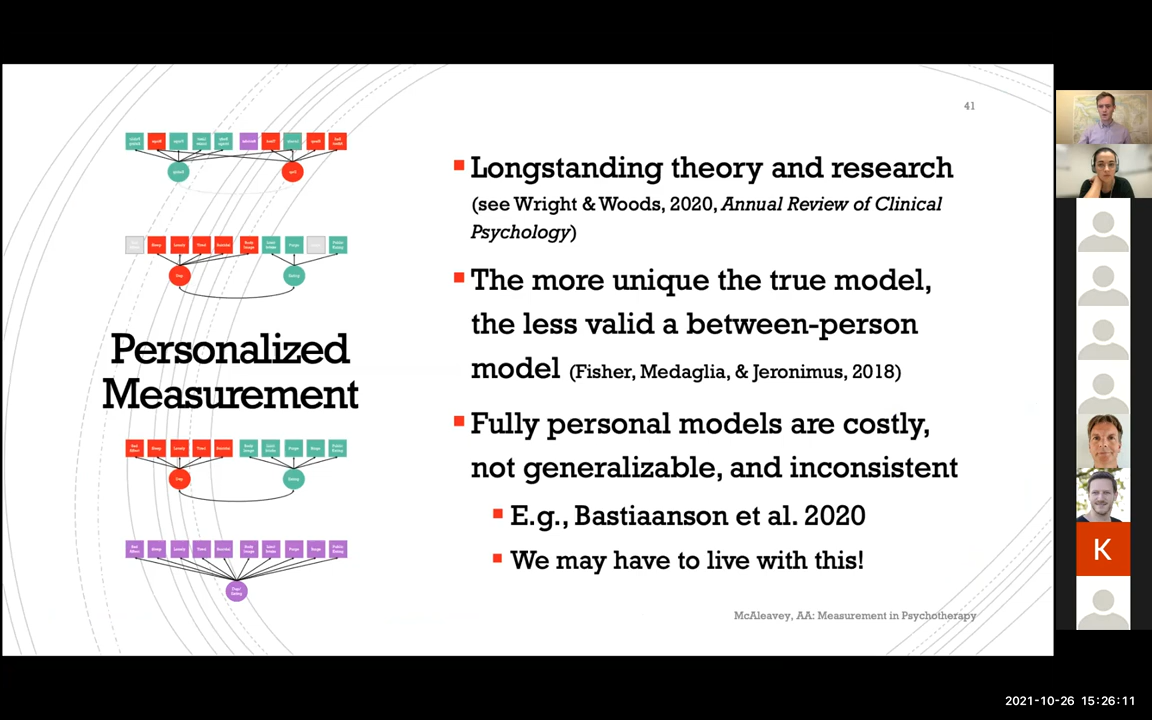 41
Personalized
Measurement
Longstanding theory and research
(see Wright & Woods, 2020, Annual Review of Clinical
Psychology)
The more unique the true model,
the less valid a between-person
model (Fisher, Medaglia, & Jeronimus, 2018)
Fully personal models are costly,
not generalizable, and inconsistent
E.g., Bastiaanson et al. 2020
We may have to live with this!
McAleavey, AA: Measurement in Psychotherapy
K
2021-10-26 15:26:11